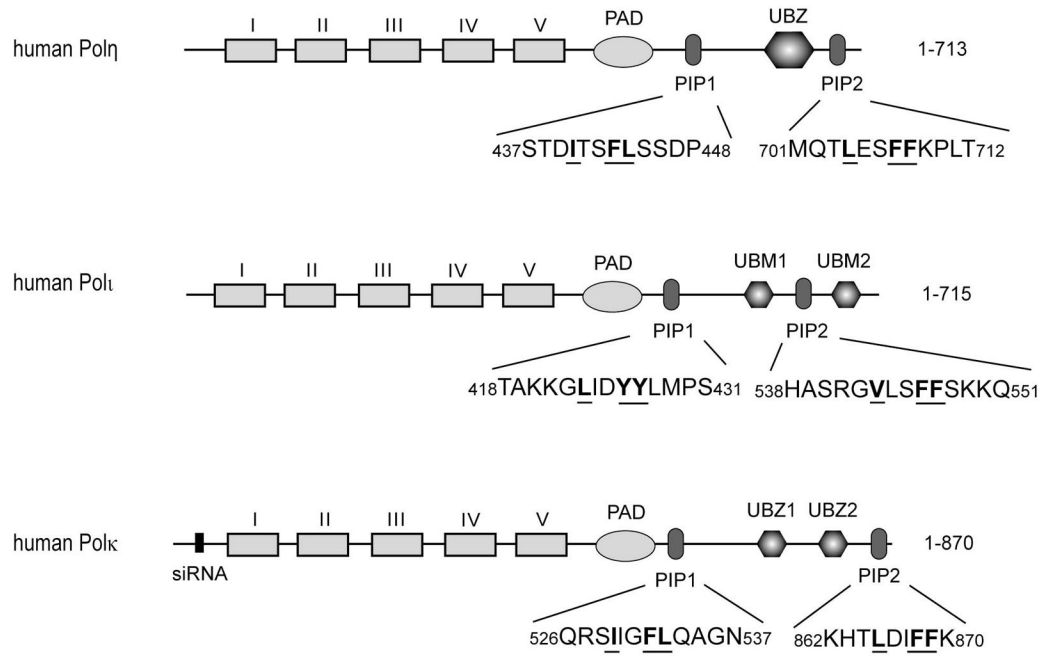 I II III IV V PAD UBZ
human Polη 1-713
PIP1 PIP2
437STDITSFLSSDP448 701MQTLESFFKPLT712
I II III IV V PAD UBM1 UBM2
human Polι 1-715
PIP1 PIP2
418TAKKGLIDYYLMPS431 538HASRGVLSFFSKKQ551
I II III IV V PAD UBZ1 UBZ2
human Polκ 1-870
siRNA PIP1 PIP2
526QRSIIGFLQAGN537 862KHTLDIFFK870